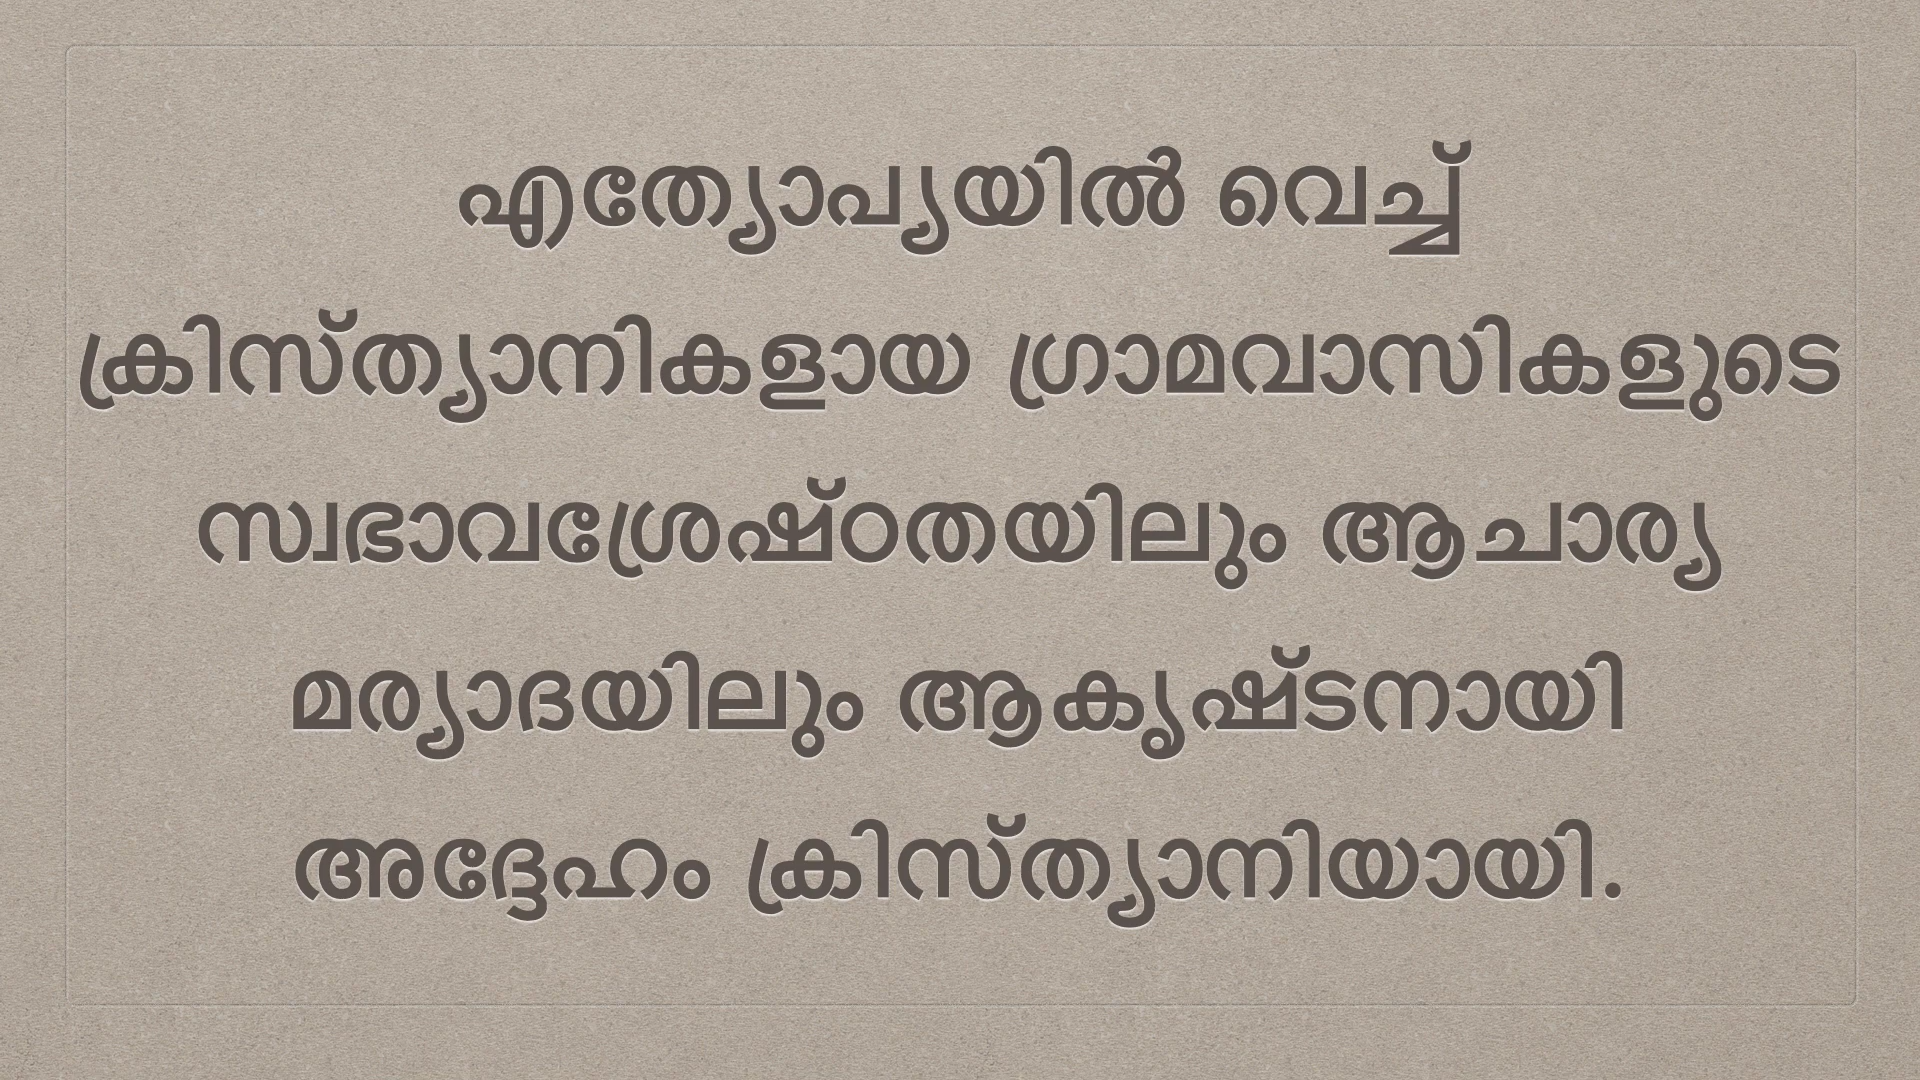 എത്യോപ്യയിൽ വെച്ച്
ക്രിസ്ത്യാനികളായ ഗ്രാമവാസികളുടെ
സ്വഭാവശ്രേഷ്ഠതയിലും ആചാര്യ
മര്യാദയിലും ആകൃഷ്ടനായി
അദ്ദേഹം ക്രിസ്ത്യാനിയായി.